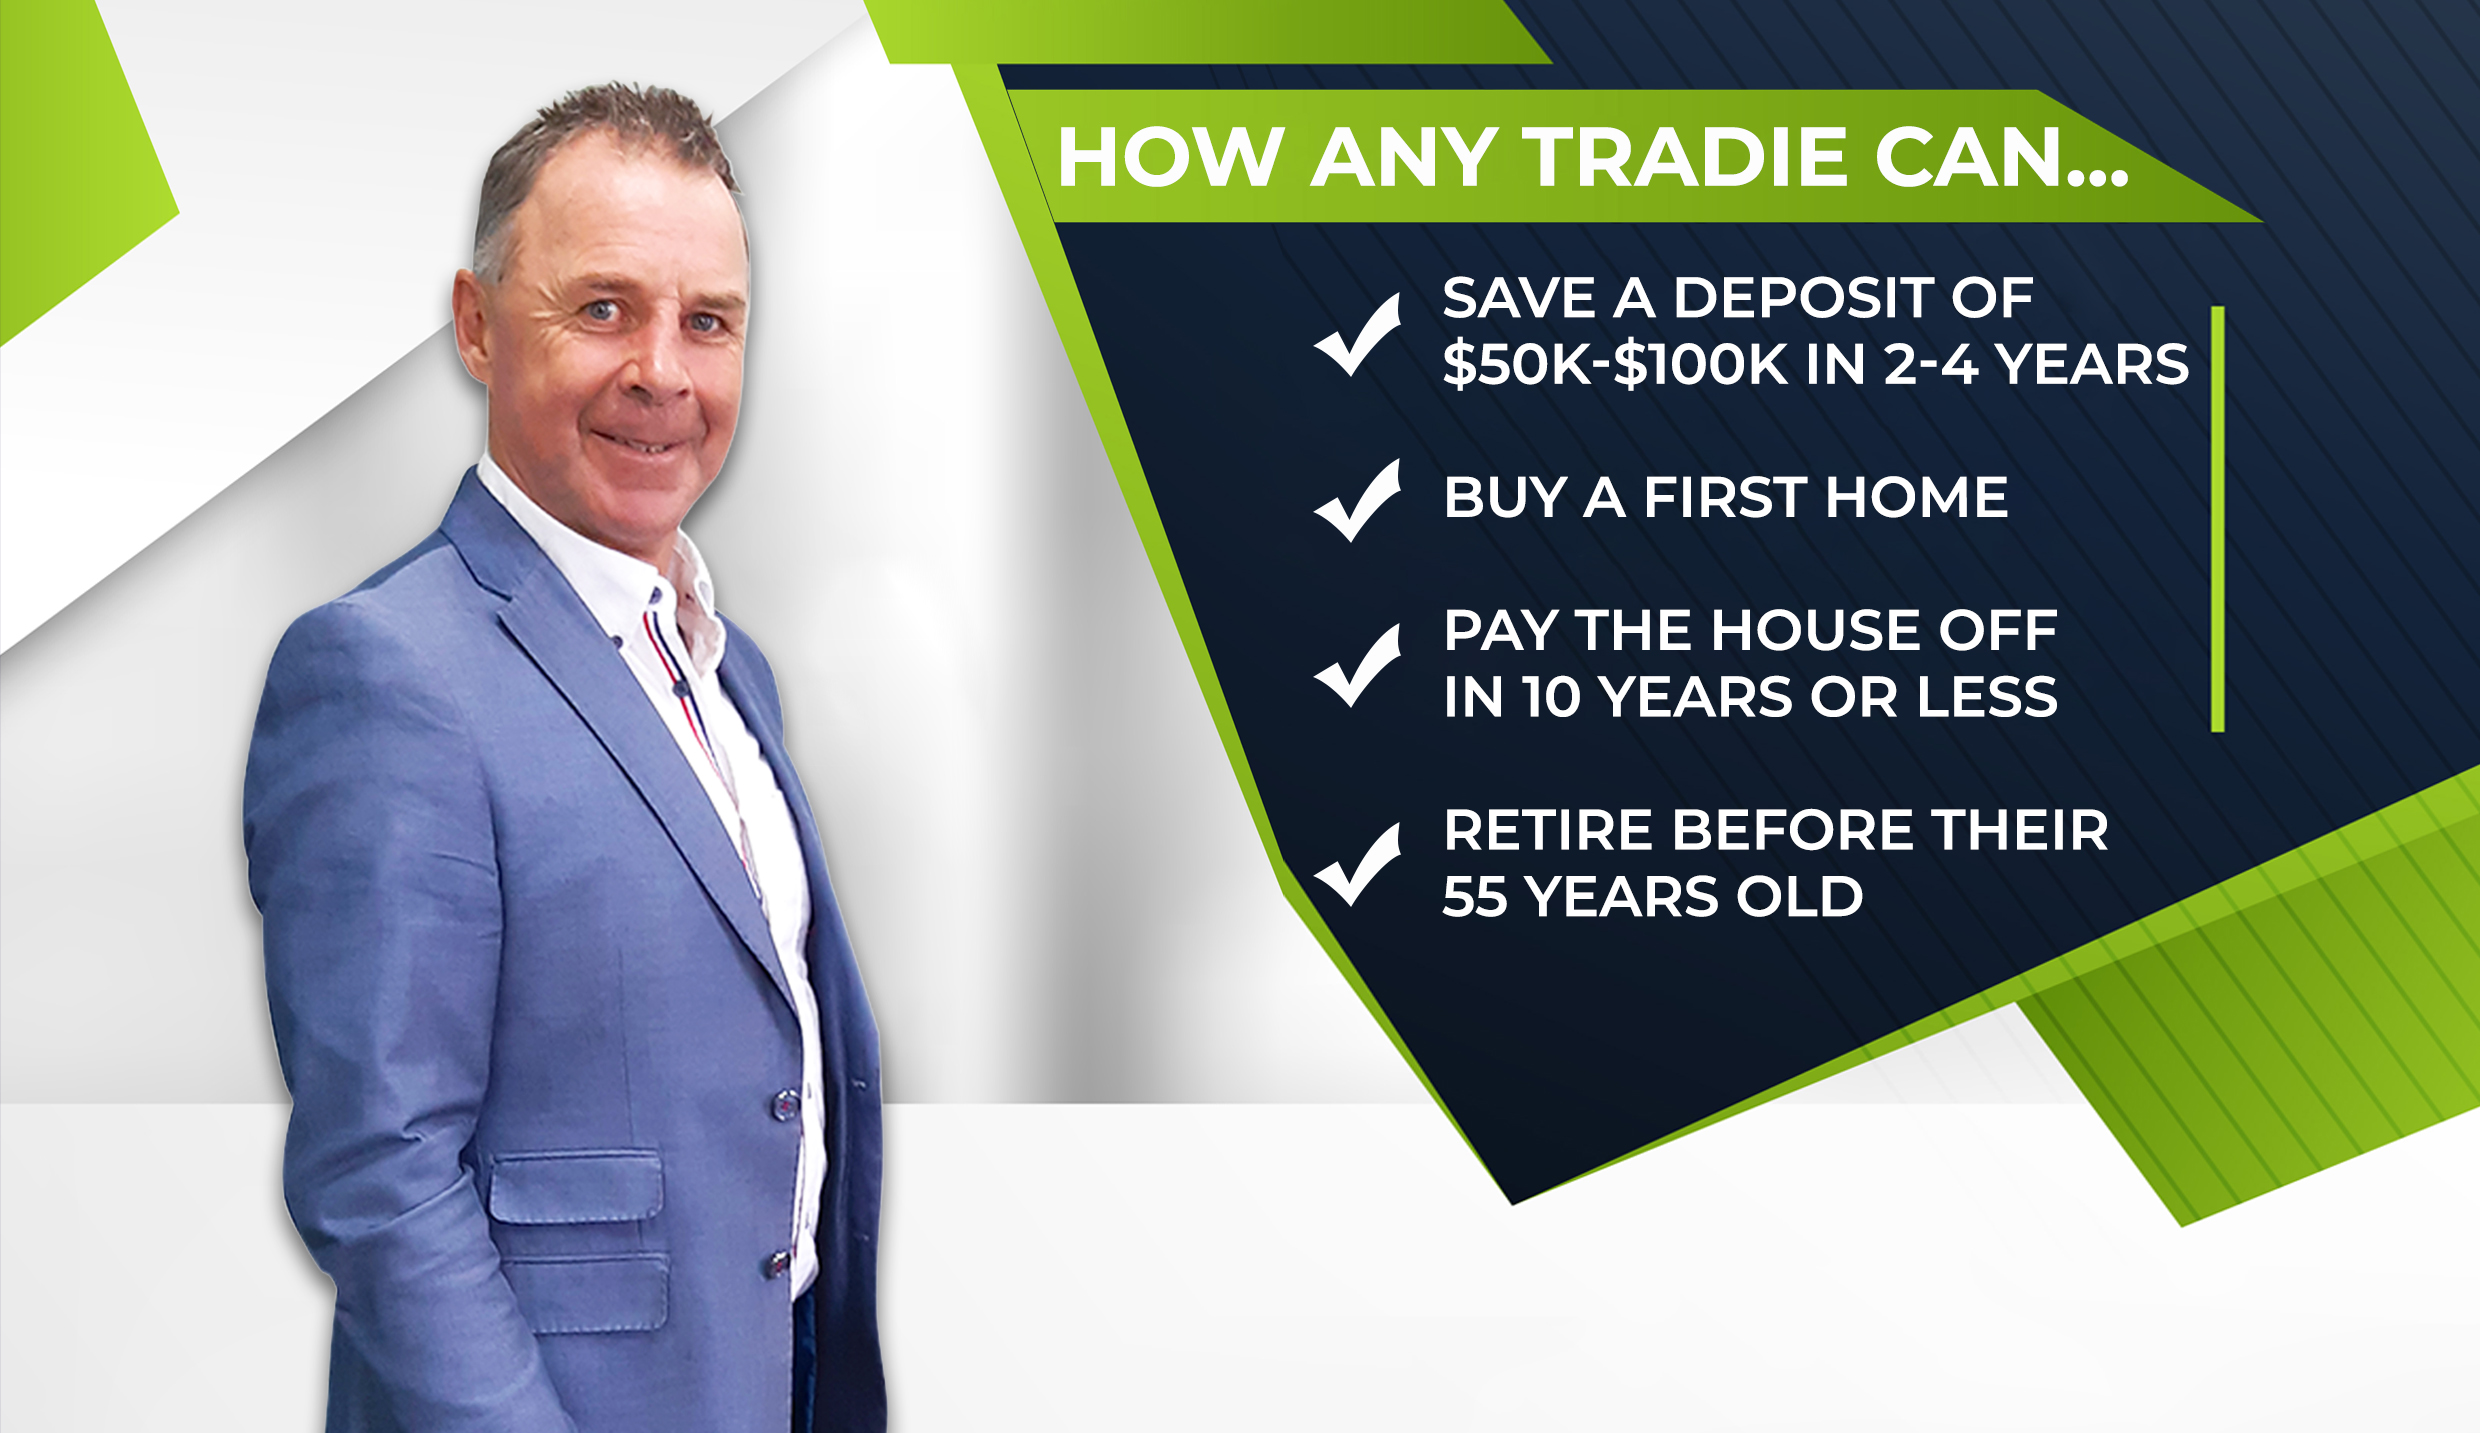 HOW ANY TRADIE CAN...
SAVE A DEPOSIT OF
$50K-$100K IN 2-4 YEARS
BUY A FIRST HOME
PAY THE HOUSE OFF
IN 10 YEARS OR LESS
RETIRE BEFORE THEIR
55 YEARS OLD